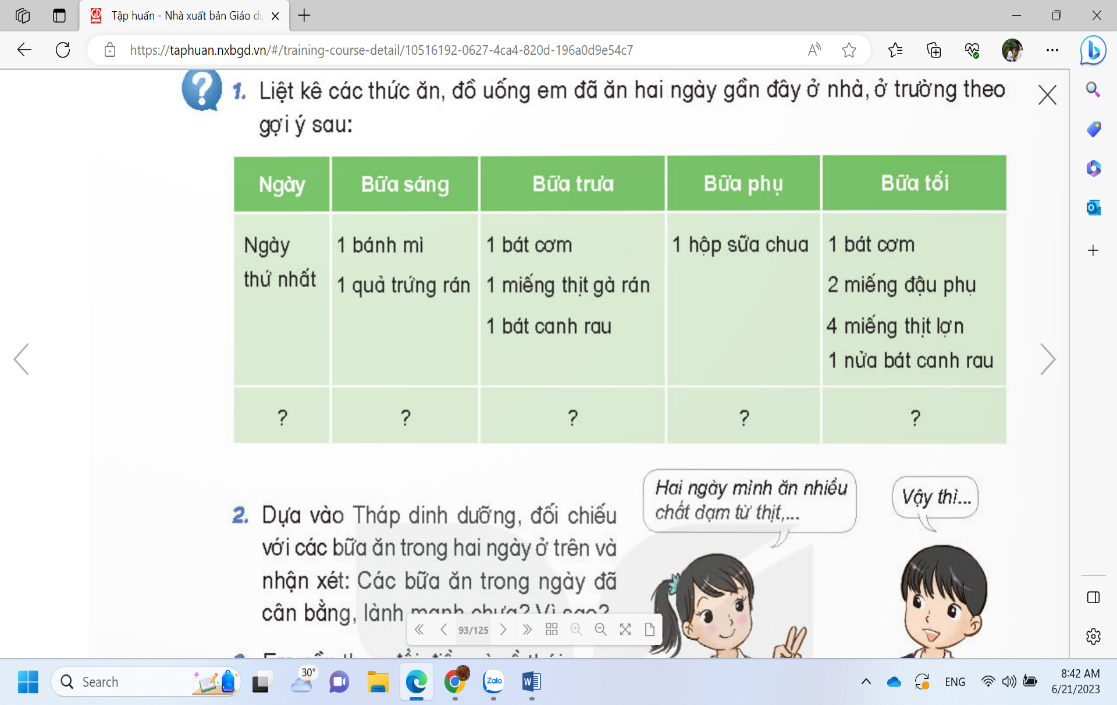 Tập huấn - Nhà xuất bản Giáo dụ
https://taphuan.nxbgd.vn/#/training-course-detail/10516192-0627-4ca4-820d-196a0d9e54c7
1. Liệt kê các thức ăn, đồ uống em đã ăn hai ngày gần đây ở nhà, ở trường theo
gợi ý sau:
Ngày Bữa sáng Bữa trưa Bữa phụ Bữa tối
Ngày 1 bánh mì 1 bát cơm 1 hộp sữa chua 1 bát cơm
thứ nhất 1 quả trứng rán 1 miếng thịt gà rán 2 miếng đậu phụ
1 bát canh rau 4 miếng thịt lợn
1 nửa bát canh rau
? ? ? ? ?
Hai ngày mình ăn nhiều
chất đạm từ thịt,...
Vậy thì...
2. Dựa vào Tháp dinh dưỡng, đối chiếu
với các bữa ăn trong hai ngày ở trên và
nhận xét: Các bữa ăn trong ngày đã
cân bằng, lành mạnh chưa? Vì sao?
93/125
Search
30°
Zalo
ENG
8:42 AM
6/21/2023